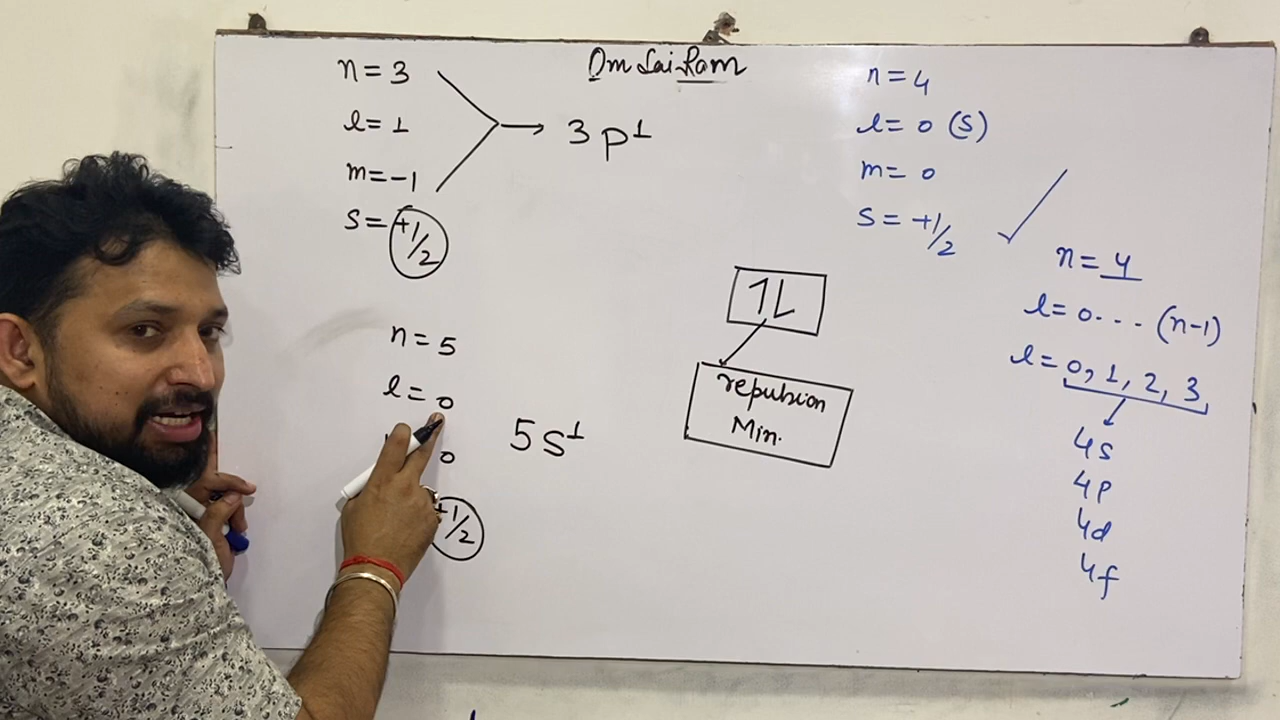 Om Sai Ram
n = 3
l = 1
m = -1
s = +1/2
→ 3p¹
n = 5
l = 0
0
+1/2
5s¹
1L
repulsion
Min.
n = 4
l = 0 (s)
m = 0
s = +1/2
n = 4
l = 0 . . . (n-1)
l = 0, 1, 2, 3,
4s
4p
4d
4f